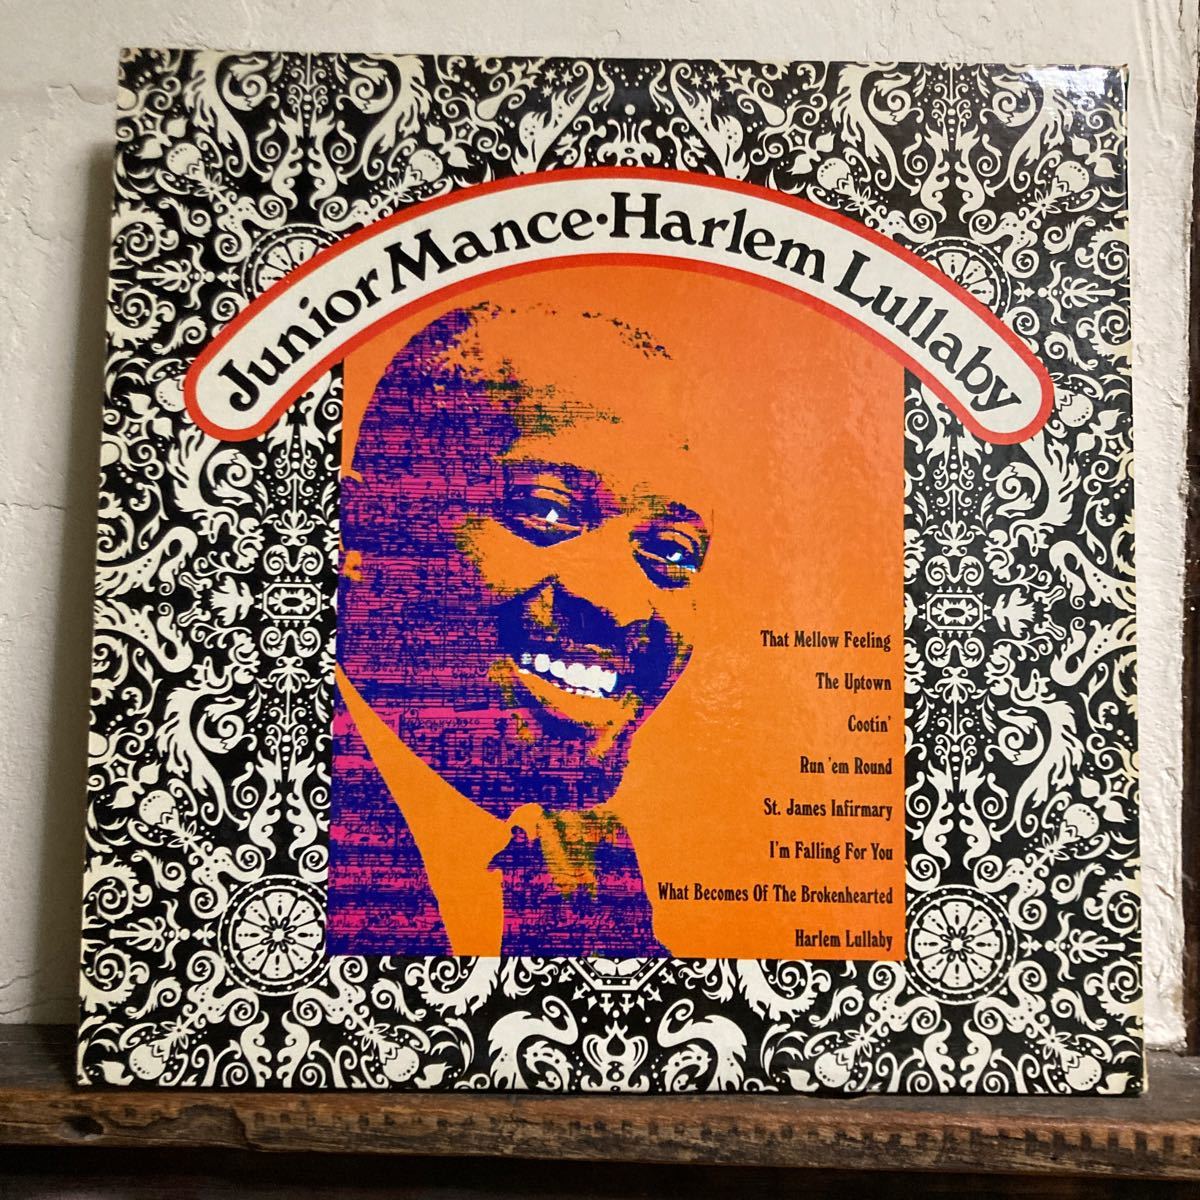 Junior Mance·Harlem Lullaby
That Mellow Feeling
The Uptown
Cootin'
Run 'em Round
St. James Infirmary
I'm Falling For You
What Becomes Of The Brokenhearted
Harlem Lullaby